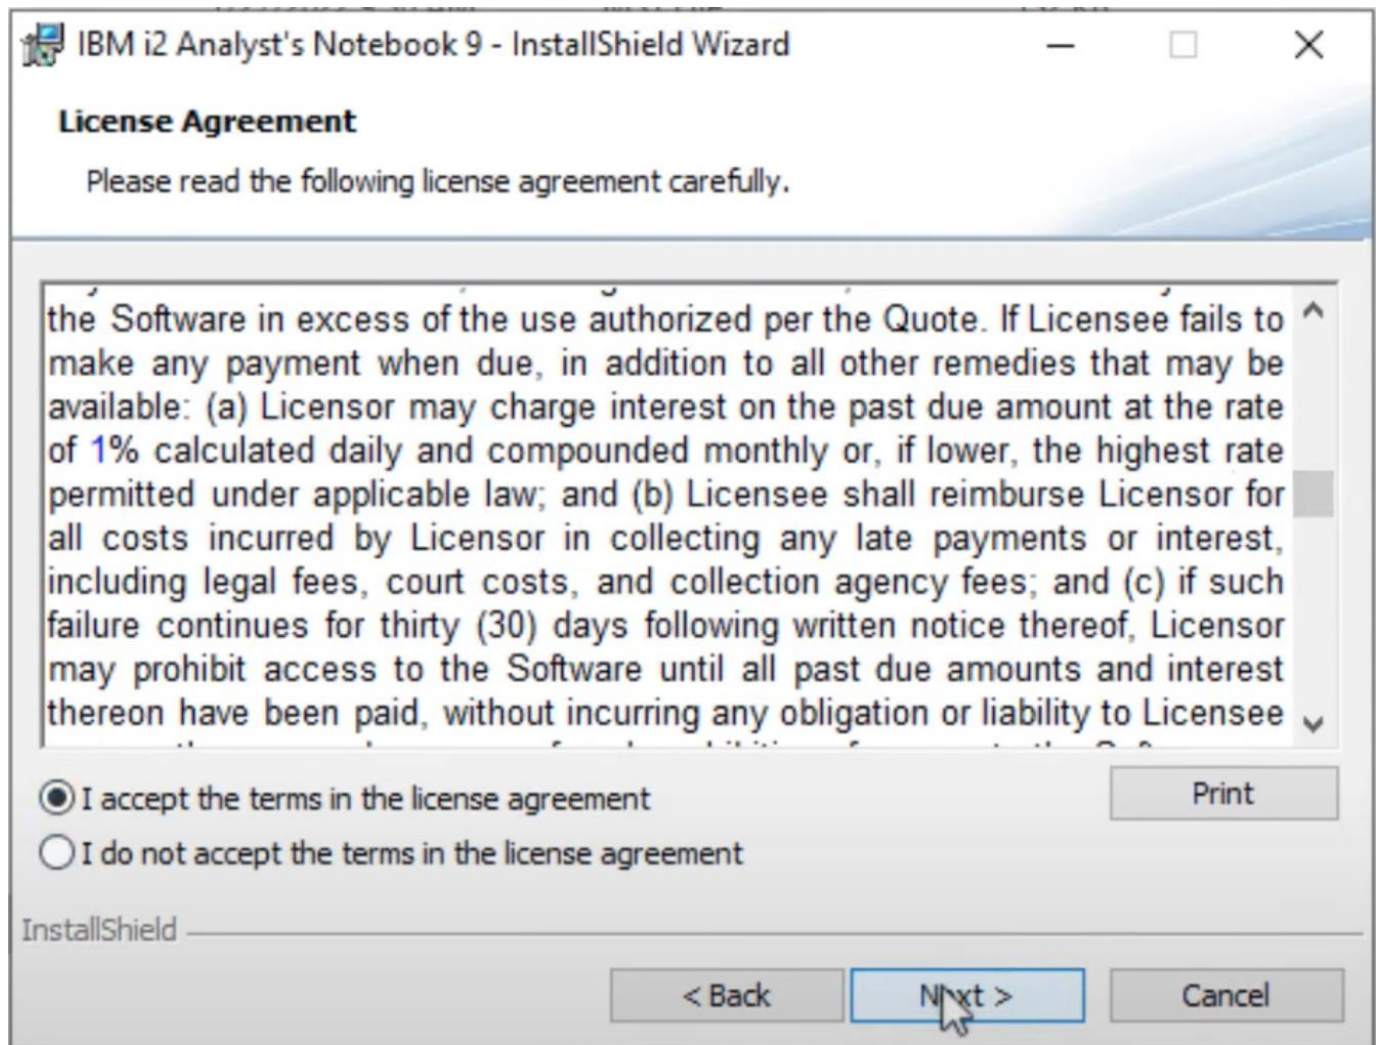 IBM i2 Analyst's Notebook 9 - InstallShield Wizard
License Agreement
Please read the following license agreement carefully.
the Software in excess of the use authorized per the Quote. If Licensee fails to
make any payment when due, in addition to all other remedies that may be
available: (a) Licensor may charge interest on the past due amount at the rate
of 1% calculated daily and compounded monthly or, if lower, the highest rate
permitted under applicable law; and (b) Licensee shall reimburse Licensor for
all costs incurred by Licensor in collecting any late payments or interest,
including legal fees, court costs, and collection agency fees; and (c) if such
failure continues for thirty (30) days following written notice thereof, Licensor
may prohibit access to the Software until all past due amounts and interest
thereon have been paid, without incurring any obligation or liability to Licensee
I accept the terms in the license agreement
Print
I do not accept the terms in the license agreement
InstallShield
< Back
Next >
Cancel